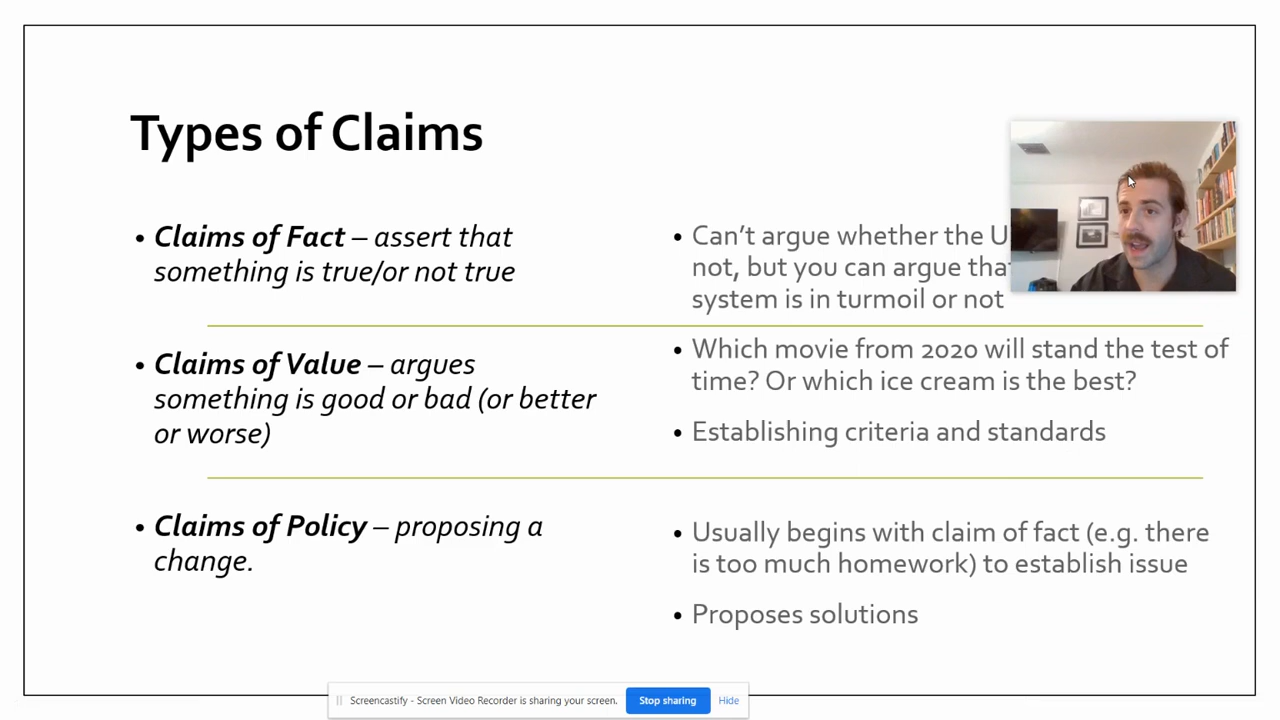 Types of Claims
• Claims of Fact – assert that
something is true/or not true
• Can’t argue whether the
not, but you can argue
system is in turmoil or not
• Claims of Value – argues
something is good or bad (or better
or worse)
• Which movie from 2020 will stand the test of
time? Or which ice cream is the best?
• Establishing criteria and standards
• Claims of Policy – proposing a
change.
• Usually begins with claim of fact (e.g. there
is too much homework) to establish issue
• Proposes solutions
Screencastify - Screen Video Recorder is sharing your screen. Stop sharing Hide